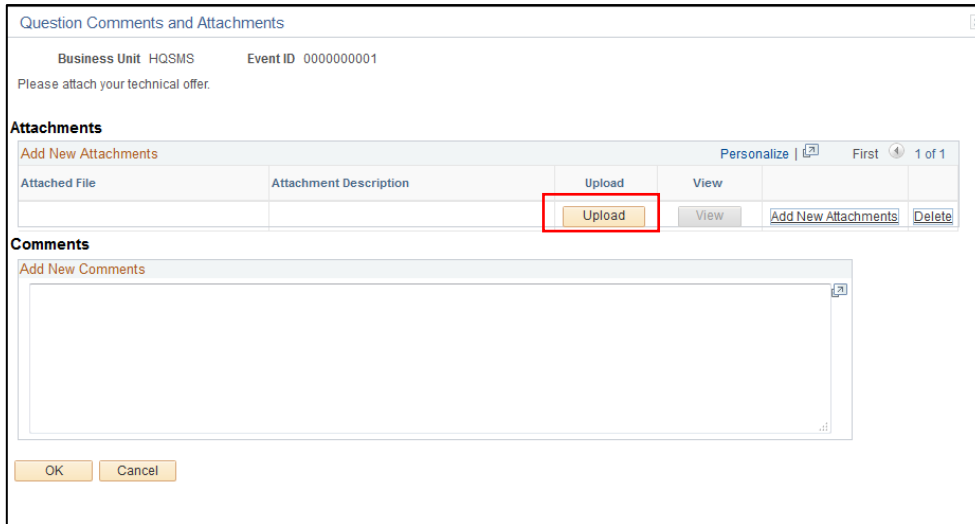 Question Comments and Attachments
Business Unit HQSMS Event ID 0000000001
Please attach your technical offer.
Attachments
Add New Attachments Personalize | First 1 of 1
Attached File Attachment Description Upload View
Upload View Add New Attachments Delete
Comments
Add New Comments
OK Cancel